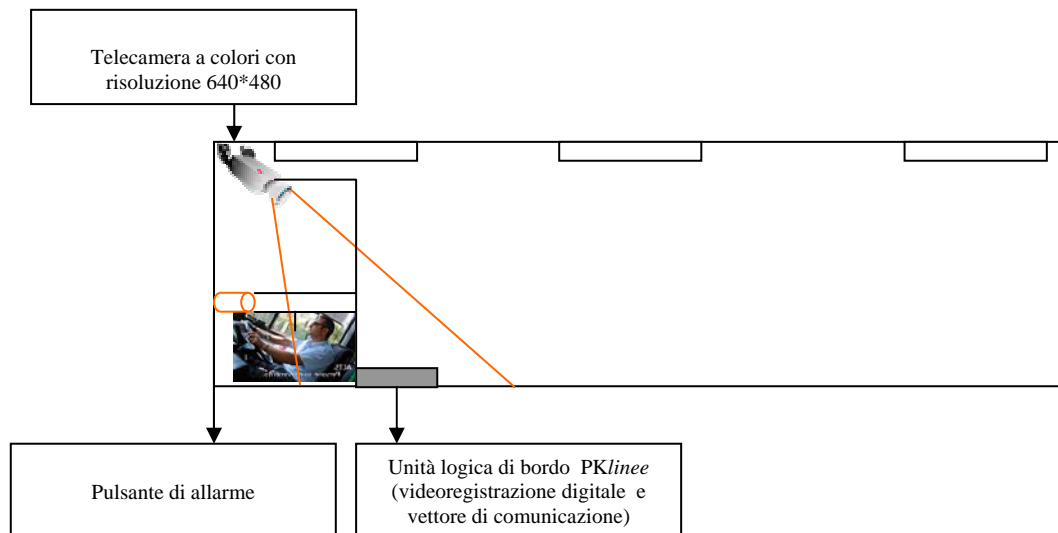 Telecamera a colori con
risoluzione 640*480
Pulsante di allarme
Unità logica di bordo PKlinee
(videoregistrazione digitale e
vettore di comunicazione)